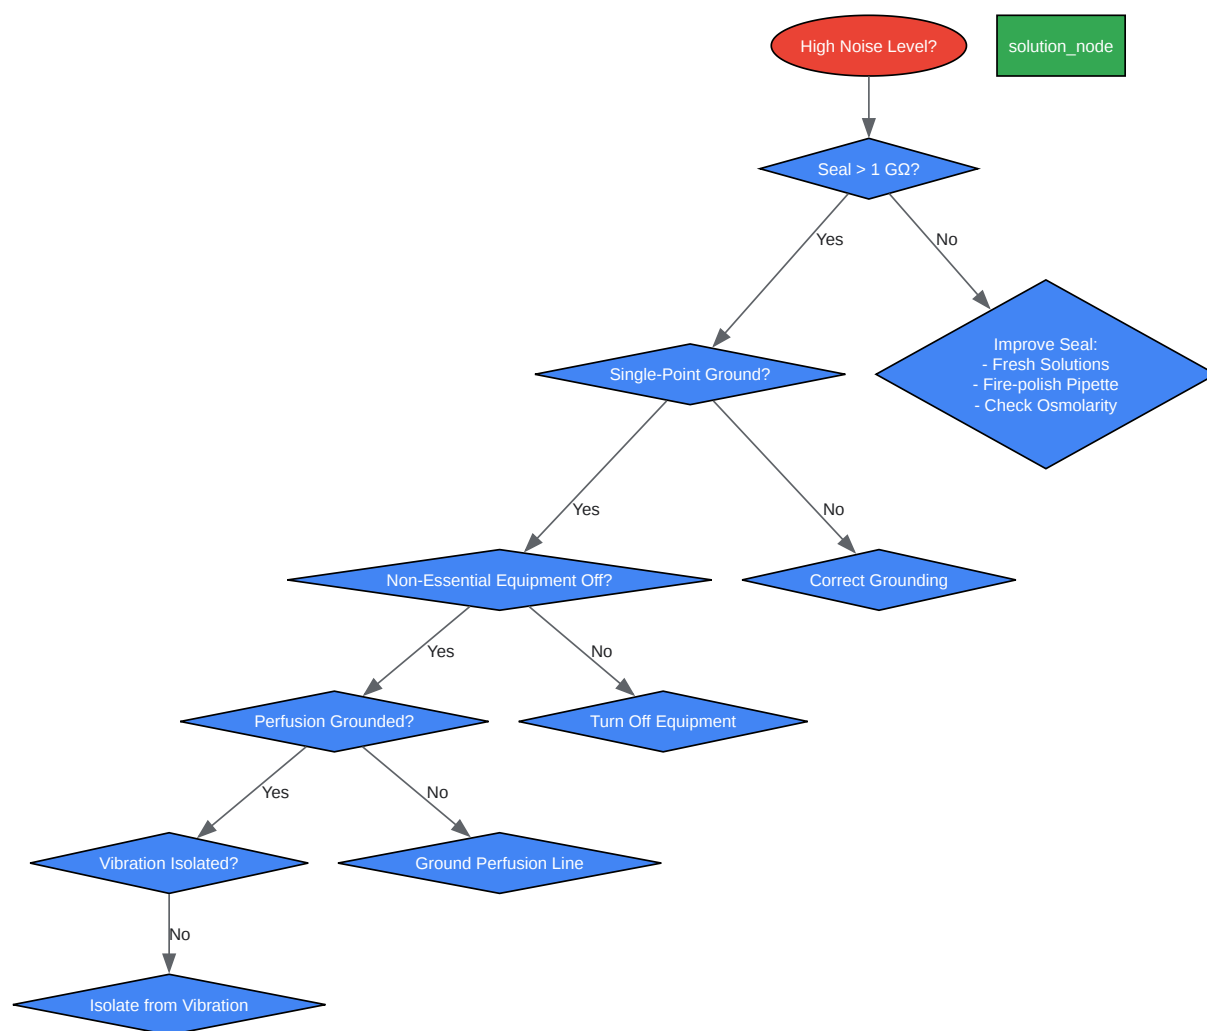 High Noise Level?
solution_node
Seal > 1 GΩ?
Yes
No
Improve Seal:
- Fresh Solutions
- Fire-polish Pipette
- Check Osmolarity
Single-Point Ground?
Yes
No
Non-Essential Equipment Off?
Correct Grounding
Yes
No
Perfusion Grounded?
Turn Off Equipment
Yes
No
Vibration Isolated?
Ground Perfusion Line
No
Isolate from Vibration